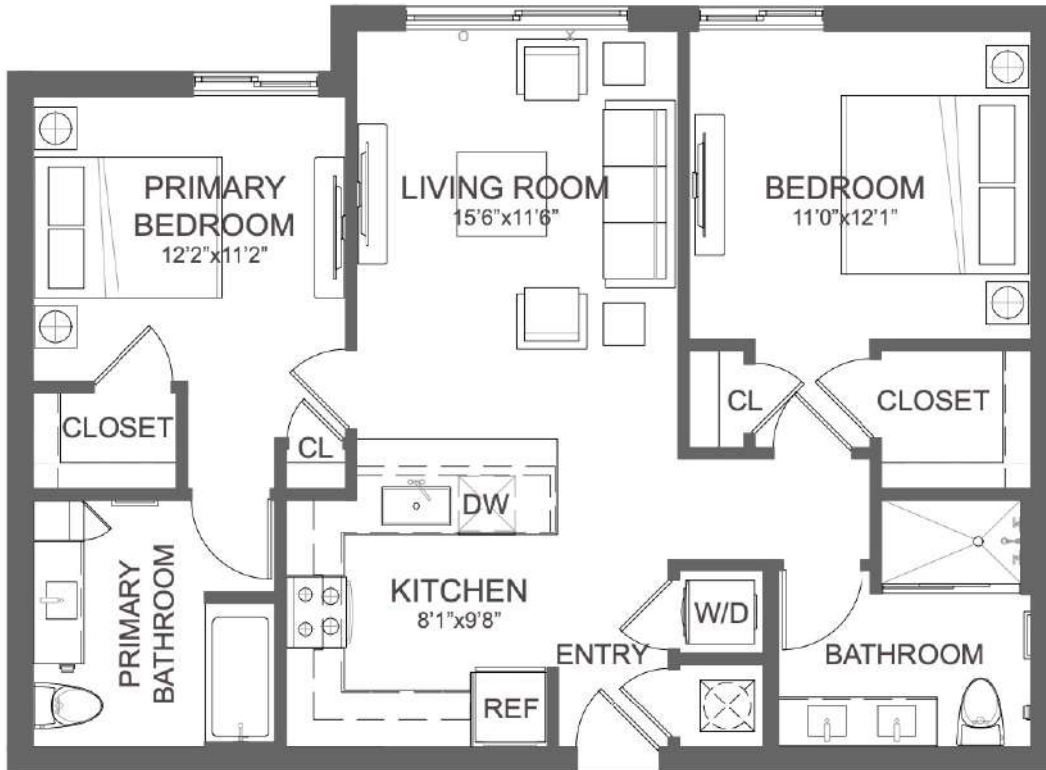 O
X
PRIMARY
BEDROOM
12'2"x11'2"
LIVING ROOM
15'6"x11'6"
BEDROOM
11'0"x12'1"
CLOSET
CL
CL
CLOSET
DW
PRIMARY
BATHROOM
KITCHEN
8'1"x9'8"
W/D
ENTRY
BATHROOM
REF